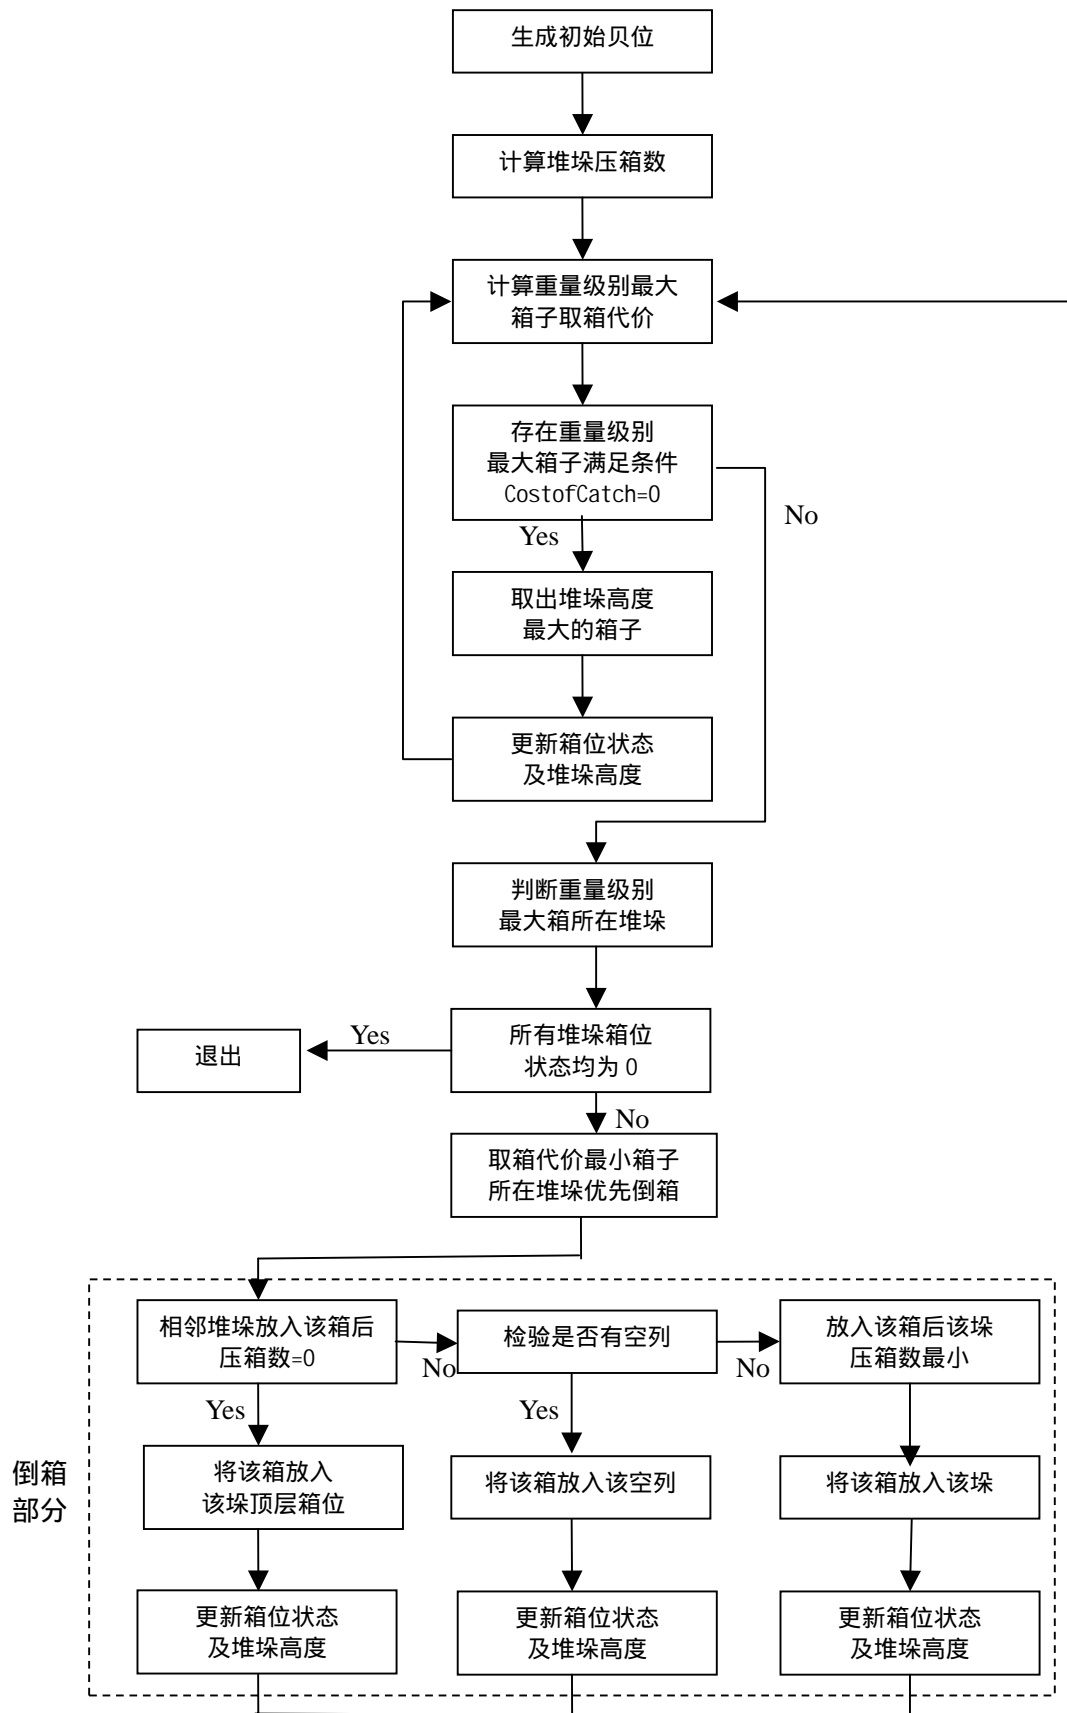 生成初始贝位
计算堆垛压箱数
计算重量级别最大
箱子取箱代价
存在重量级别
最大箱子满足条件
CostofCatch=0
No
Yes
取出堆垛高度
最大的箱子
更新箱位状态
及堆垛高度
判断重量级别
最大箱所在堆垛
所有堆垛箱位
状态均为 0
Yes
退出
No
取箱代价最小箱子
所在堆垛优先倒箱
相邻堆垛放入该箱后
压箱数=0
No
检验是否有空列
No
放入该箱后该垛
压箱数最小
Yes
Yes
倒箱
部分
将该箱放入
该垛顶层箱位
将该箱放入该空列
将该箱放入该垛
更新箱位状态
及堆垛高度
更新箱位状态
及堆垛高度
更新箱位状态
及堆垛高度